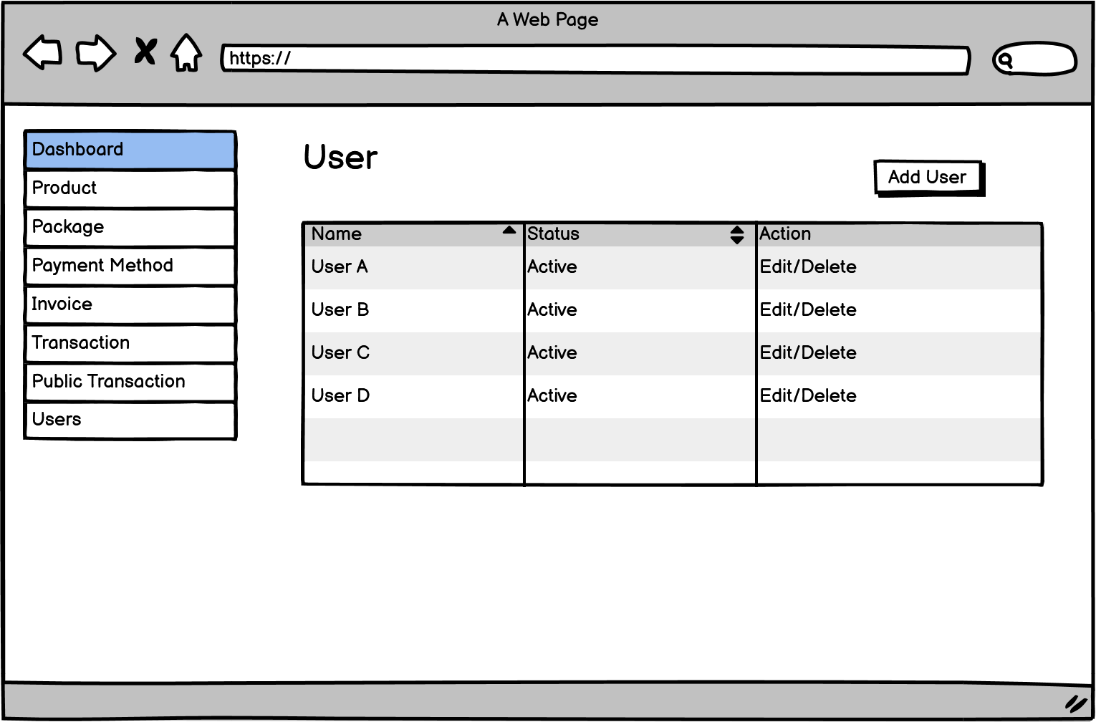 A Web Page
https://
Dashboard
Product
Package
Payment Method
Invoice
Transaction
Public Transaction
Users
User
Add User
Name Status Action
User A Active Edit/Delete
User B Active Edit/Delete
User C Active Edit/Delete
User D Active Edit/Delete